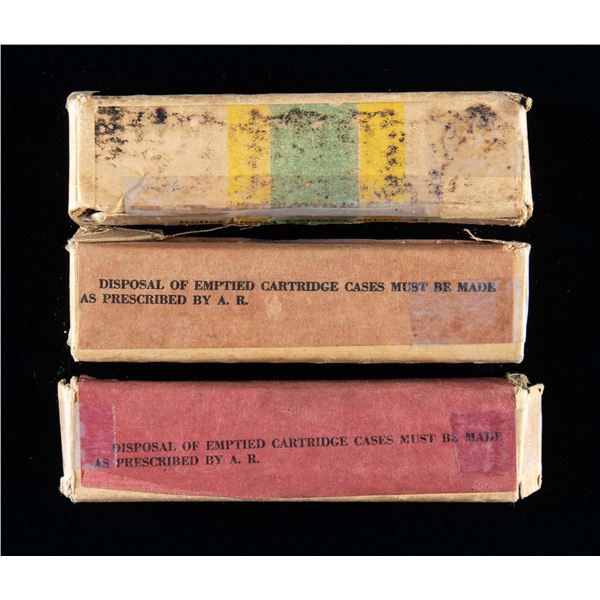 DISPOSAL OF EMPTIED CARTRIDGE CASES MUST BE MADE
AS PRESCRIBED BY A. R.
DISPOSAL OF EMPTIED CARTRIDGE CASES MUST BE MADE
AS PRESCRIBED BY A. R.